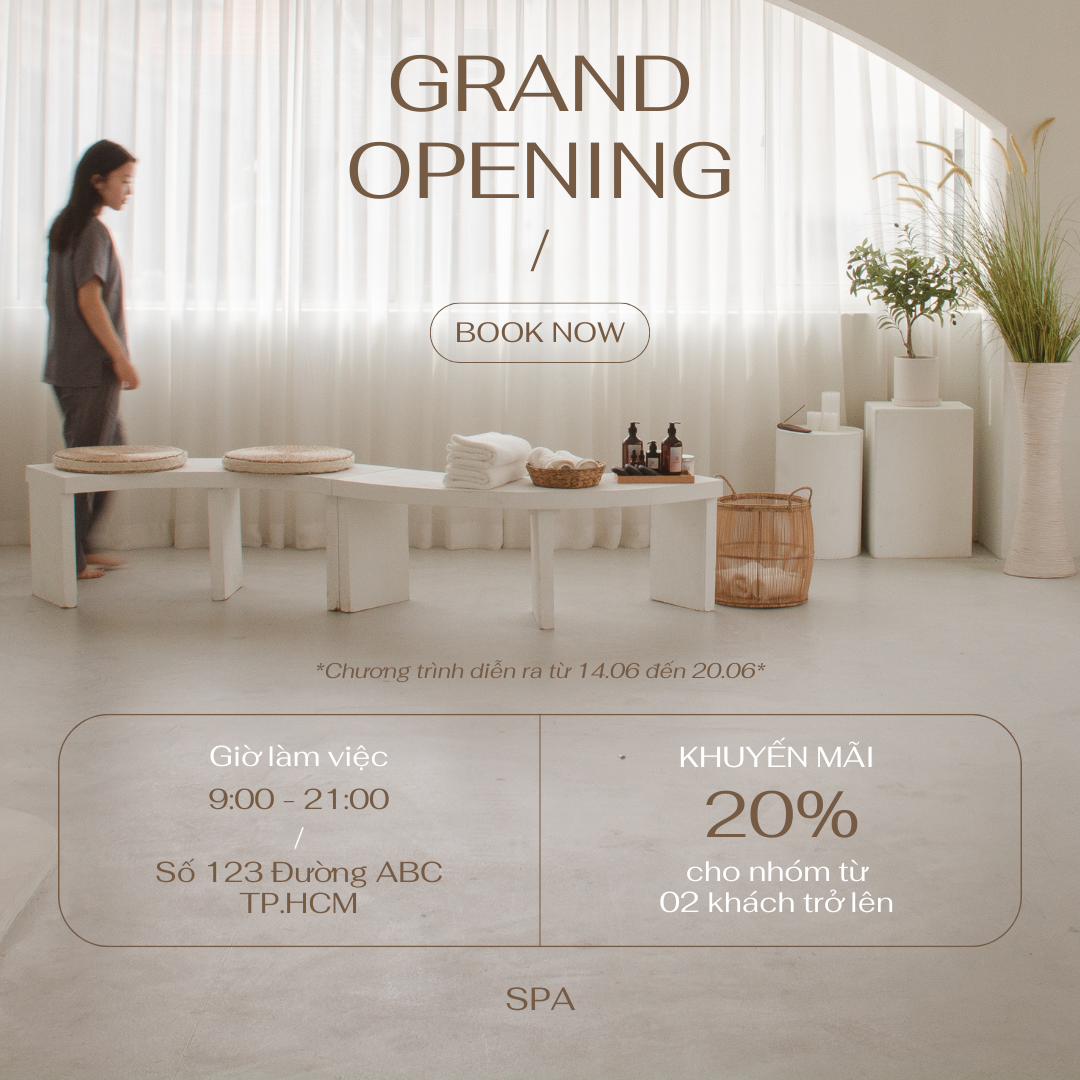 GRAND
OPENING
/
BOOK NOW
*Chương trình diễn ra từ 14.06 đến 20.06*
Giờ làm việc
9:00 - 21:00
/
Số 123 Đường ABC
TP.HCM
KHUYẾN MÃI
20%
cho nhóm từ
02 khách trở lên
SPA